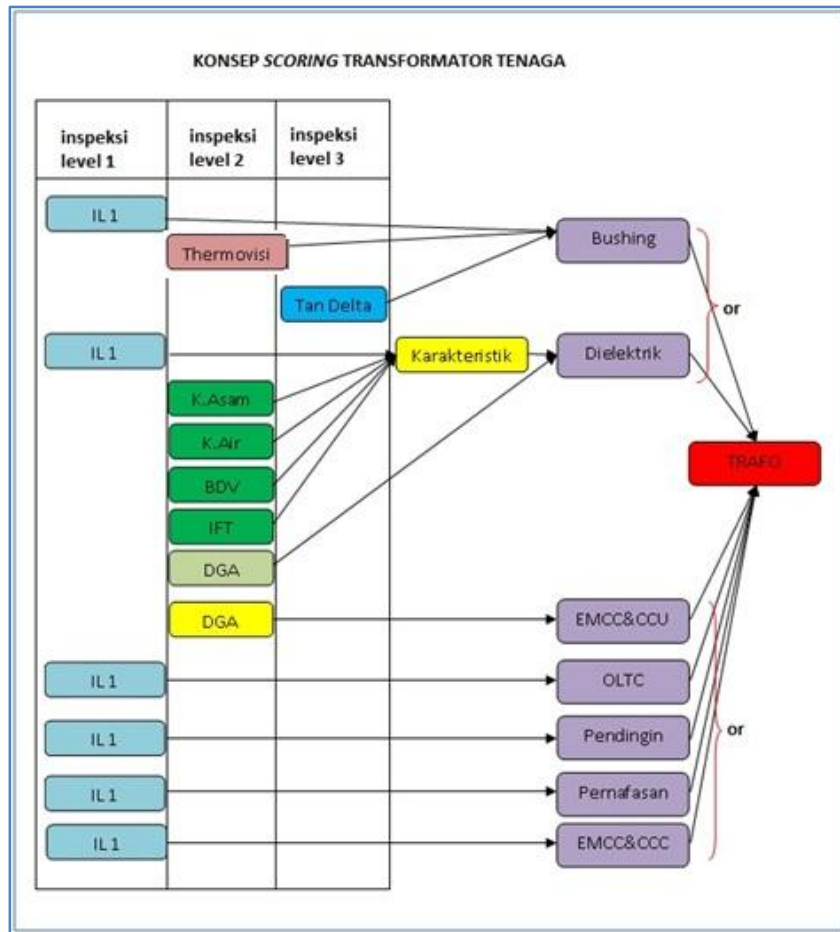 KONSEP SCORING TRANSFORMATOR TENAGA
inspeksi level 1
inspeksi level 2
inspeksi level 3
IL 1
Thermovisi
Bushing
Tan Delta
or
IL 1
Karakteristik
Dielektrik
K.Asam
K.Air
TRAFO
BDV
IFT
DGA
DGA
EMCC&CCU
IL 1
OLTC
IL 1
Pendingin
or
IL 1
Pernafasan
IL 1
EMCC&CCC